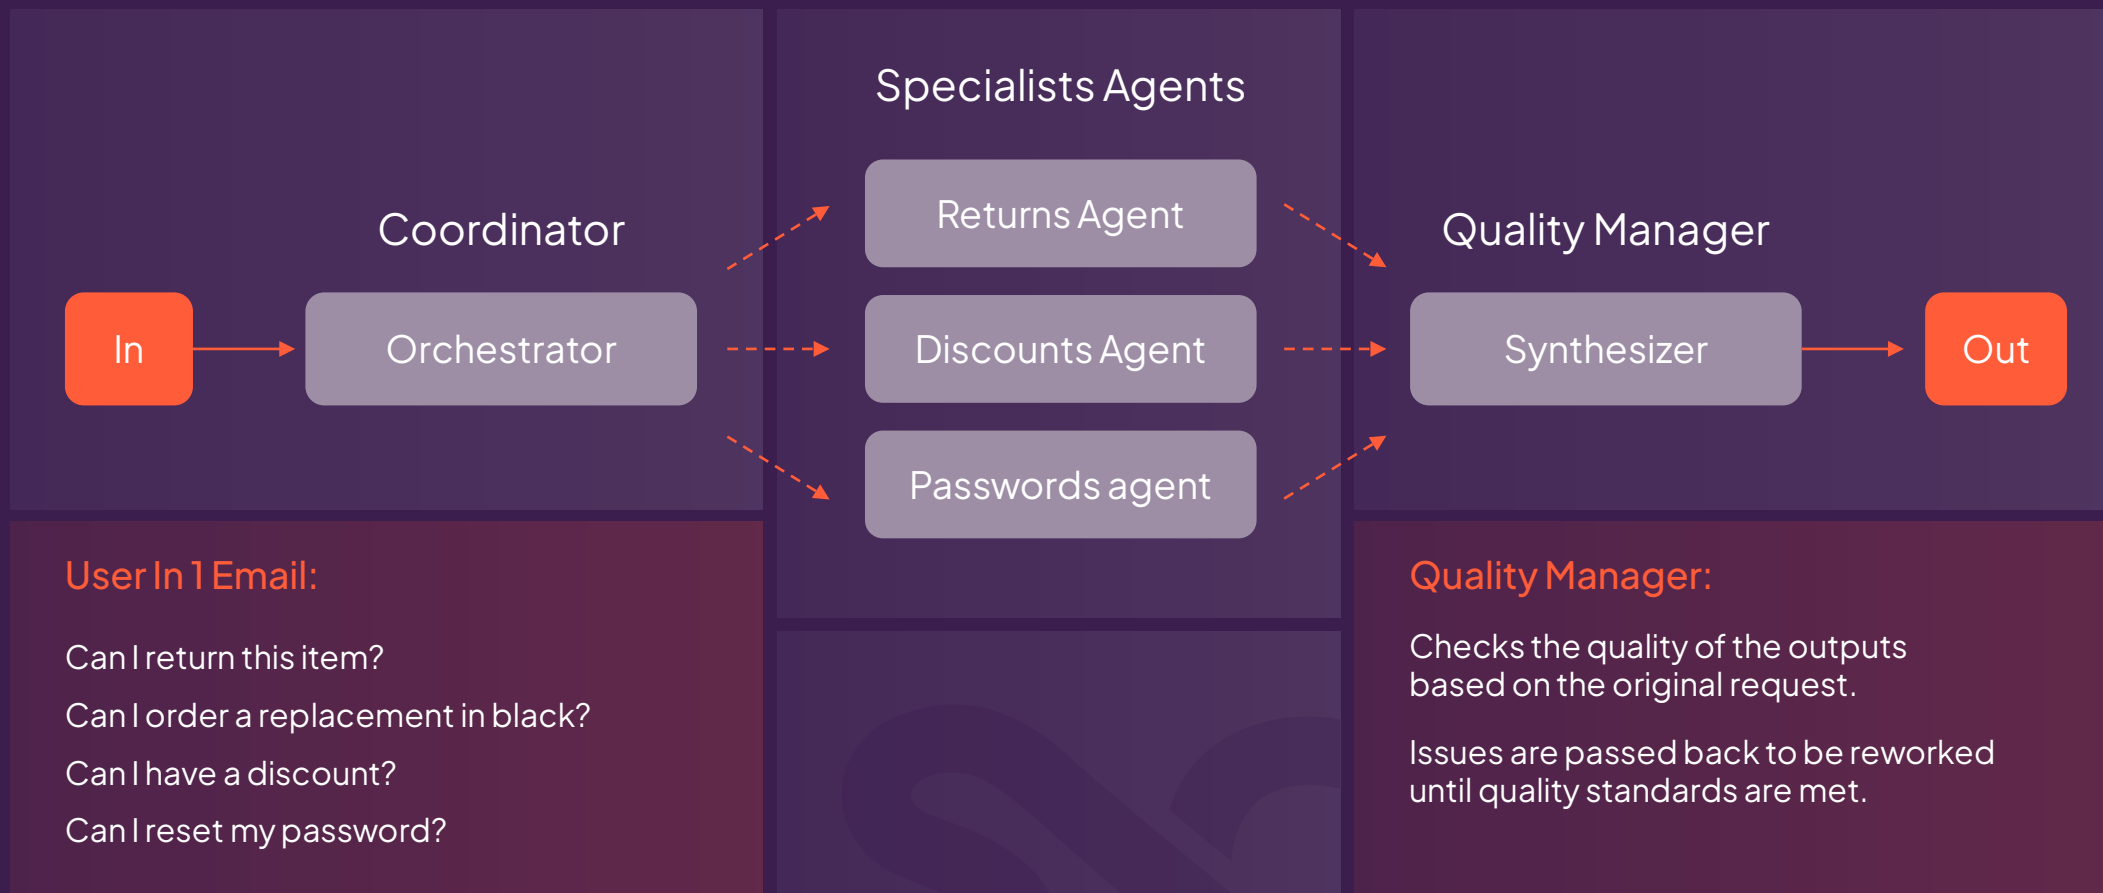 Specialists Agents
Coordinator
Quality Manager
In
Orchestrator
Returns Agent
Discounts Agent
Passwords agent
Synthesizer
Out
User In 1 Email:
Can I return this item?
Can I order a replacement in black?
Can I have a discount?
Can I reset my password?
Quality Manager:
Checks the quality of the outputs
based on the original request.
Issues are passed back to be reworked
until quality standards are met.